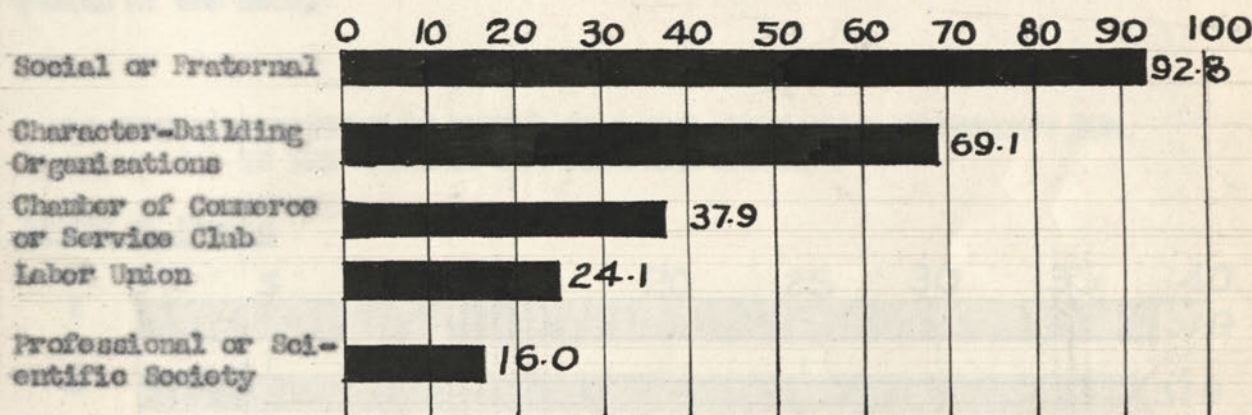 0 10 20 30 40 50 60 70 80 90 100
Social or Fraternal 92.8
Character-Building
Organizations 69.1
Chamber of Commerce
or Service Club 37.9
Labor Union 24.1
Professional or Sci-
entific Society 16.0